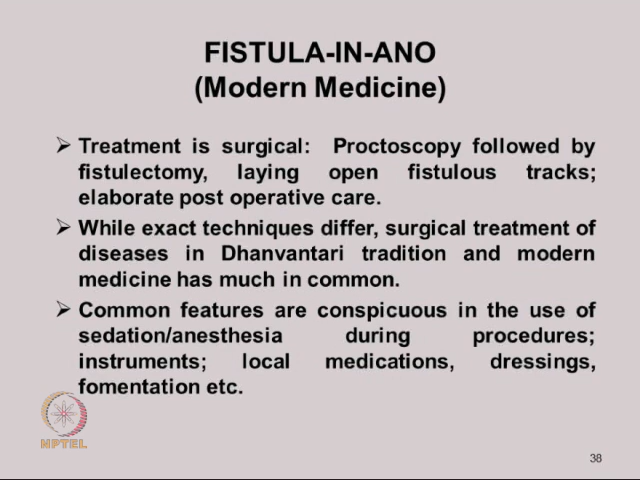 FISTULA-IN-ANO
(Modern Medicine)
➢ Treatment is surgical: Proctoscopy followed by
fistulectomy, laying open fistulous tracks;
elaborate post operative care.
➢ While exact techniques differ, surgical treatment of
diseases in Dhanvantari tradition and modern
medicine has much in common.
➢ Common features are conspicuous in the use of
sedation/anesthesia during procedures;
instruments; local medications, dressings,
fomentation etc.
NPTEL
38